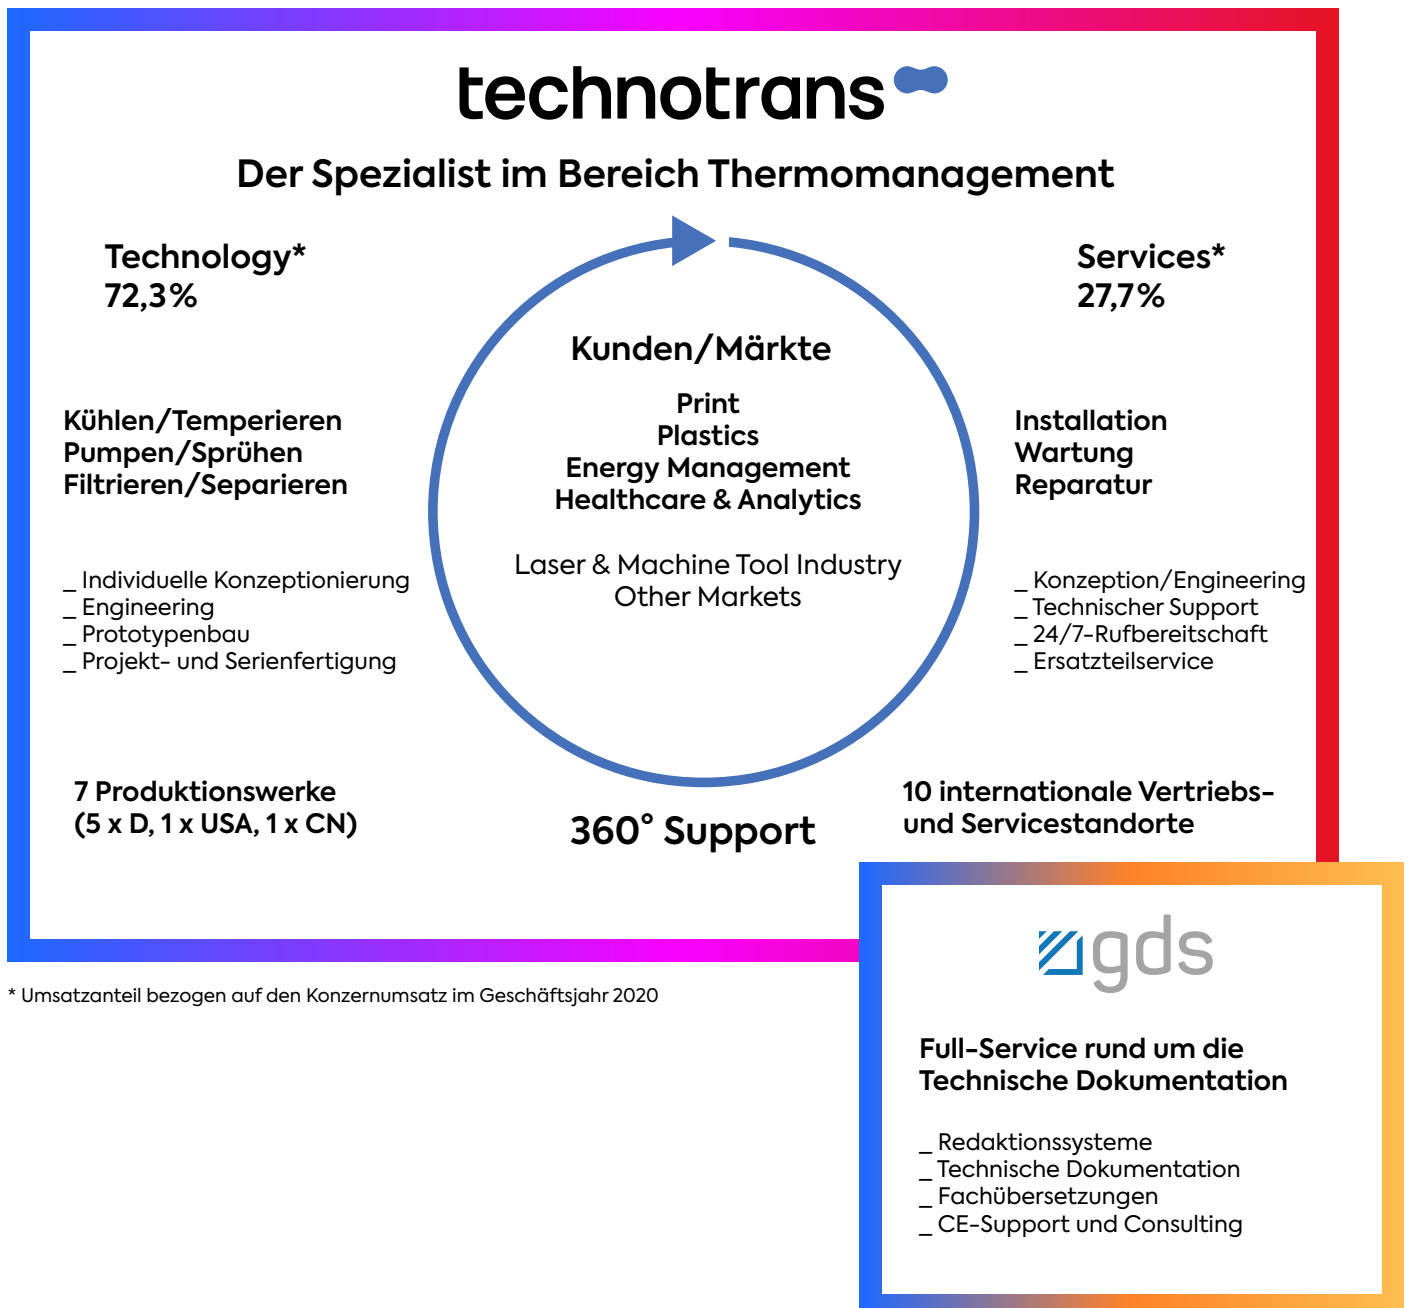 technotrans
Der Spezialist im Bereich Thermomanagement
Technology*
72,3%
Kühlen/Temperieren
Pumpen/Sprühen
Filtrieren/Separieren
_ Individuelle Konzeptionierung
_ Engineering
_ Prototypenbau
_ Projekt- und Serienfertigung
7 Produktionswerke
(5 x D, 1 x USA, 1 x CN)
Kunden/Märkte
Print
Plastics
Energy Management
Healthcare & Analytics
Laser & Machine Tool Industry
Other Markets
360° Support
Services*
27,7%
Installation
Wartung
Reparatur
_ Konzeption/Engineering
_ Technischer Support
_ 24/7-Rufbereitschaft
_ Ersatzteilservice
10 internationale Vertriebs-
und Servicestandorte
gds
Full-Service rund um die
Technische Dokumentation
_ Redaktionssysteme
_ Technische Dokumentation
_ Fachübersetzungen
_ CE-Support und Consulting
* Umsatzanteil bezogen auf den Konzernumsatz im Geschäftsjahr 2020